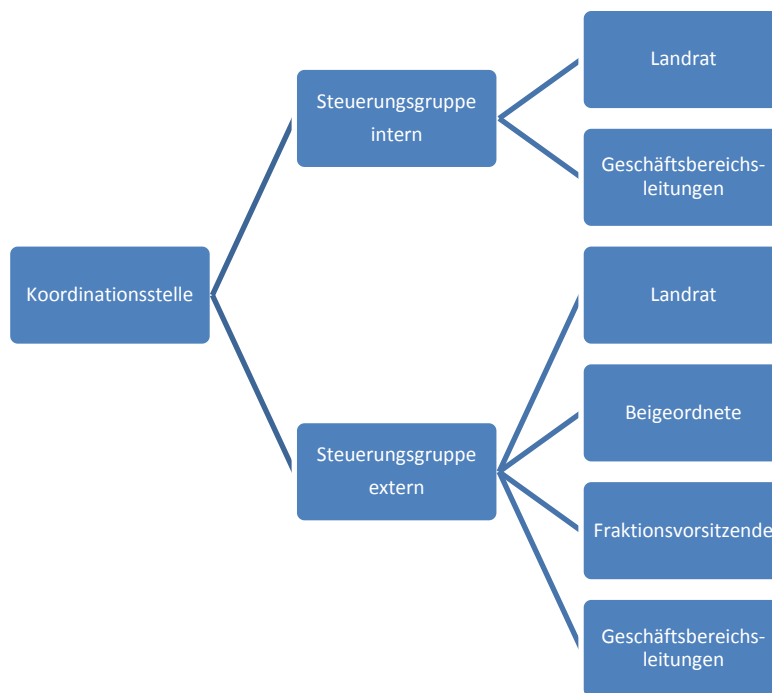 Landrat
Steuerungsgruppe
intern
Geschäftsbereichs-
leitungen
Koordinationsstelle
Landrat
Beigeordnete
Steuerungsgruppe
extern
Fraktionsvorsitzende
Geschäftsbereichs-
leitungen